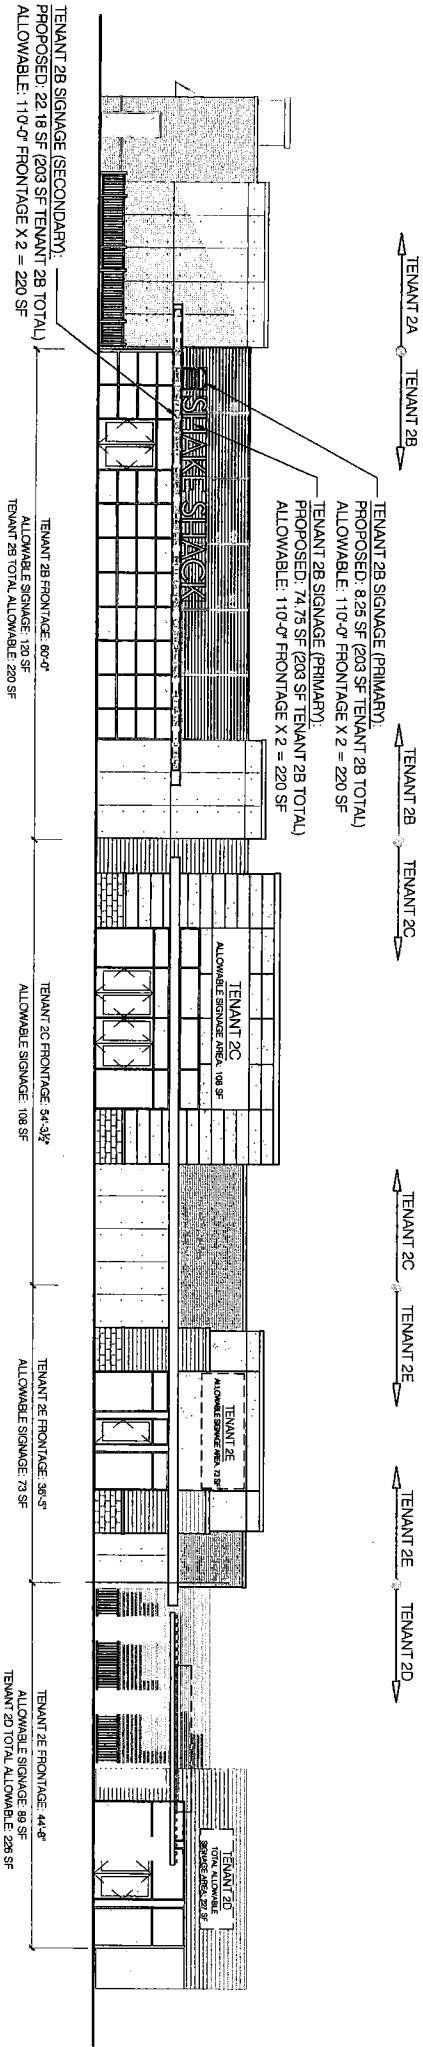 TENANT 2A
TENANT 2B
TENANT 2B
TENANT 2C
TENANT 2C
TENANT 2E
TENANT 2E
TENANT 2D
TENANT 2B SIGNAGE (PRIMARY):
PROPOSED: 8.25 SF (203 SF TENANT 2B TOTAL)
ALLOWABLE: 110'-0" FRONTAGE X 2 = 220 SF
TENANT 2B SIGNAGE (PRIMARY):
PROPOSED: 74.75 SF (203 SF TENANT 2B TOTAL)
ALLOWABLE: 110'-0" FRONTAGE X 2 = 220 SF
SHAKE SHACK
TENANT 2C
ALLOWABLE SIGNAGE AREA: 108 SF
TENANT 2E
ALLOWABLE SIGNAGE AREA: 73 SF
TENANT 2D
TOTAL ALLOWABLE
SIGNAGE AREA: 227 SF
TENANT 2B SIGNAGE (SECONDARY):
PROPOSED: 22.18 SF (203 SF TENANT 2B TOTAL)
ALLOWABLE: 110'-0" FRONTAGE X 2 = 220 SF
TENANT 2B FRONTAGE: 60'-0"
ALLOWABLE SIGNAGE: 120 SF
TENANT 2B TOTAL ALLOWABLE: 220 SF
TENANT 2C FRONTAGE: 54'-3½"
ALLOWABLE SIGNAGE: 108 SF
TENANT 2E FRONTAGE: 36'-5"
ALLOWABLE SIGNAGE: 73 SF
TENANT 2E FRONTAGE: 44'-8"
ALLOWABLE SIGNAGE: 89 SF
TENANT 2D TOTAL ALLOWABLE: 226 SF